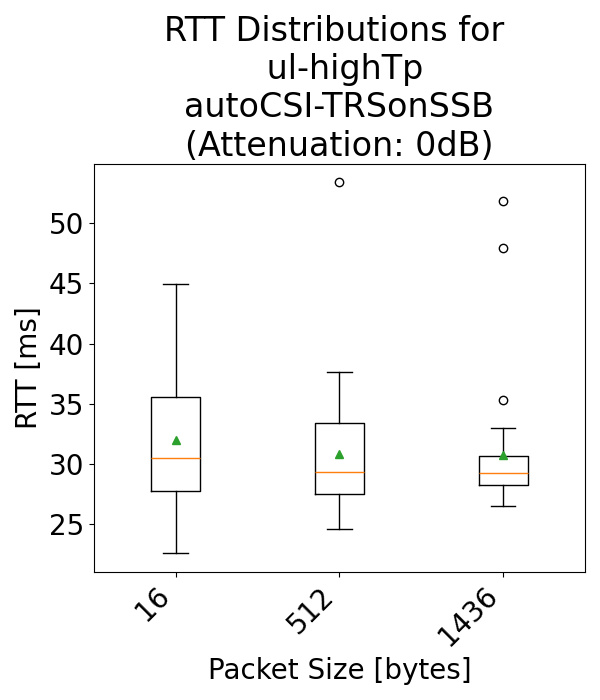 RTT Distributions for
ul-highTp
autoCSI-TRSonSSB
(Attenuation: 0dB)
50
45
40
35
30
25
RTT [ms]
16
512
1436
Packet Size [bytes]